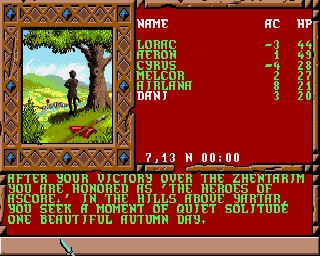 NAME AC HP
LORAC -3 44
AERON 1 49
CYRUS -4 28
MELCOR 2 27
AIRLANA 8 21
DANI 3 20
7,13 N 00:00
AFTER YOUR VICTORY OVER THE ZHENTARIM
YOU ARE HONORED AS 'THE HEROES OF
ASCORE.' IN THE HILLS ABOVE YARTAR,
YOU SEEK A MOMENT OF QUIET SOLITUDE
ONE BEAUTIFUL AUTUMN DAY.